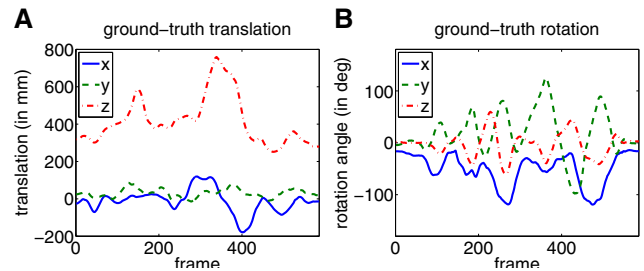 A
ground−truth translation
translation (in mm)
800
600
400
200
0
−200
x
y
z
0
200
400
frame
B
ground−truth rotation
rotation angle (in deg)
100
0
−100
x
y
z
0
200
400
frame